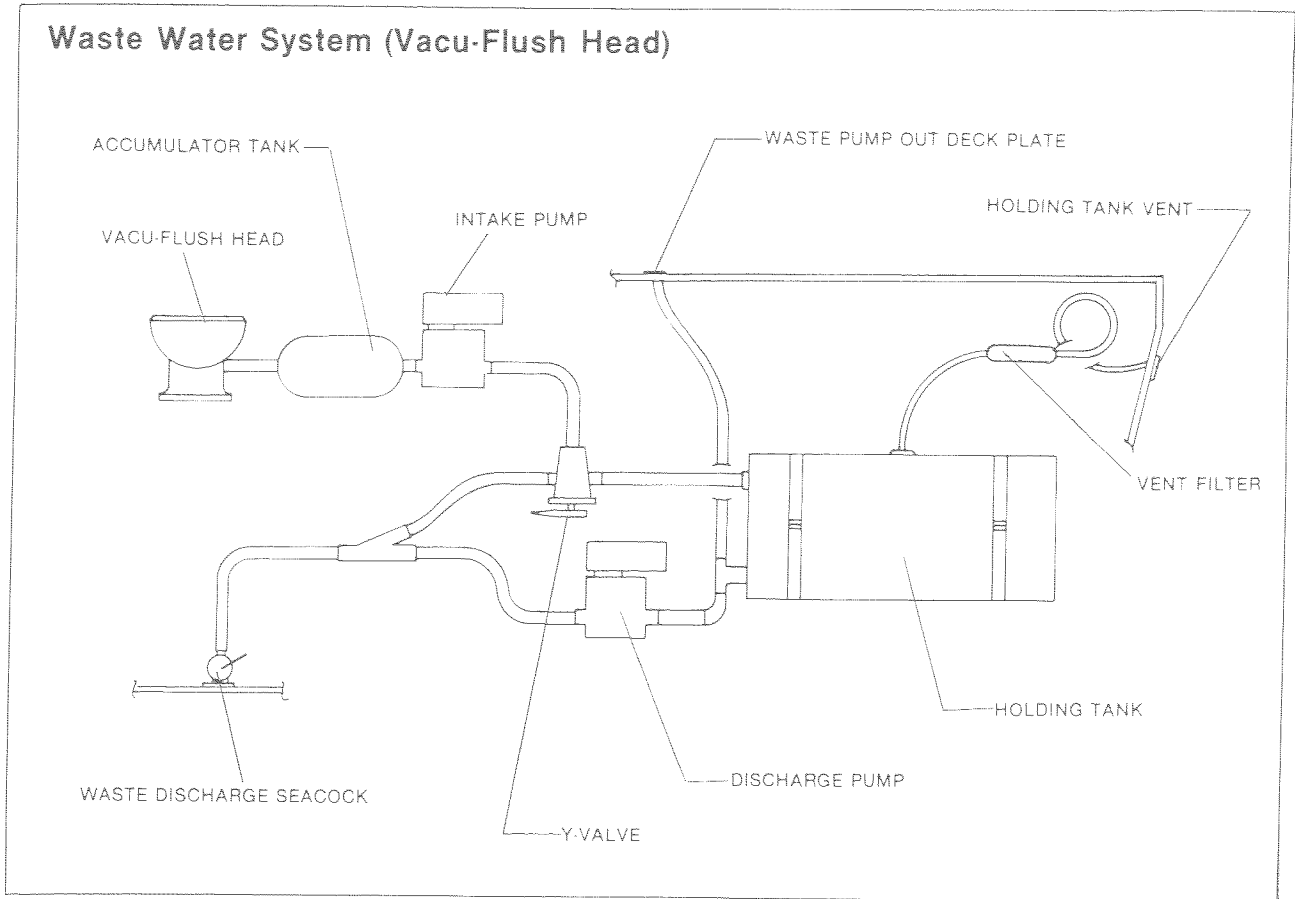 Waste Water System (Vacu-Flush Head)
ACCUMULATOR TANK
WASTE PUMP OUT DECK PLATE
HOLDING TANK VENT
INTAKE PUMP
VACU-FLUSH HEAD
VENT FILTER
HOLDING TANK
DISCHARGE PUMP
WASTE DISCHARGE SEACOCK
Y-VALVE